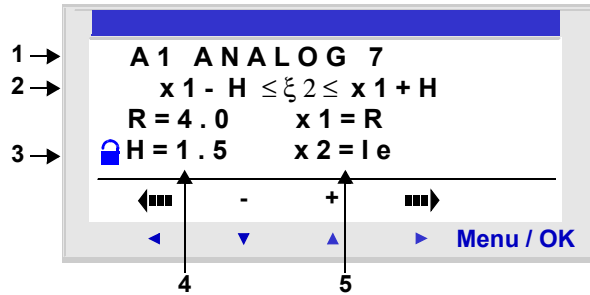 1 A1 ANALOG 7
2 x1 - H ≤ ξ 2 ≤ x1 + H
R = 4.0 x1 = R
3 H = 1.5 x2 = Ie
- +
Menu / OK
4 5